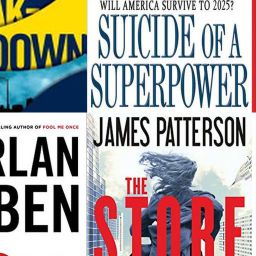 DOWN
LING AUTHOR OF FOOL ME ONCE
RLAN
BEN
WILL AMERICA SURVIVE TO 2025?
SUICIDE OF A
SUPERPOWER
JAMES PATTERSON
THE
STORE